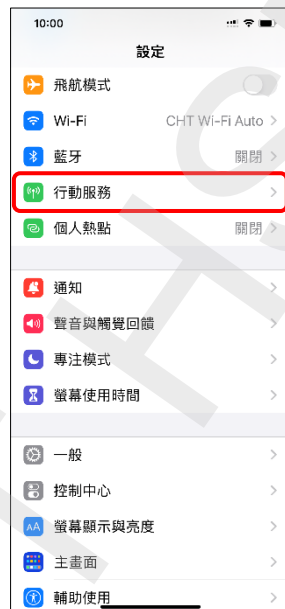 10:00
設定
飛航模式
Wi-Fi CHT Wi-Fi Auto
藍牙 關閉
行動服務
個人熱點 關閉
通知
聲音與觸覺回饋
專注模式
螢幕使用時間
一般
控制中心
AA 螢幕顯示與亮度
主畫面
輔助使用